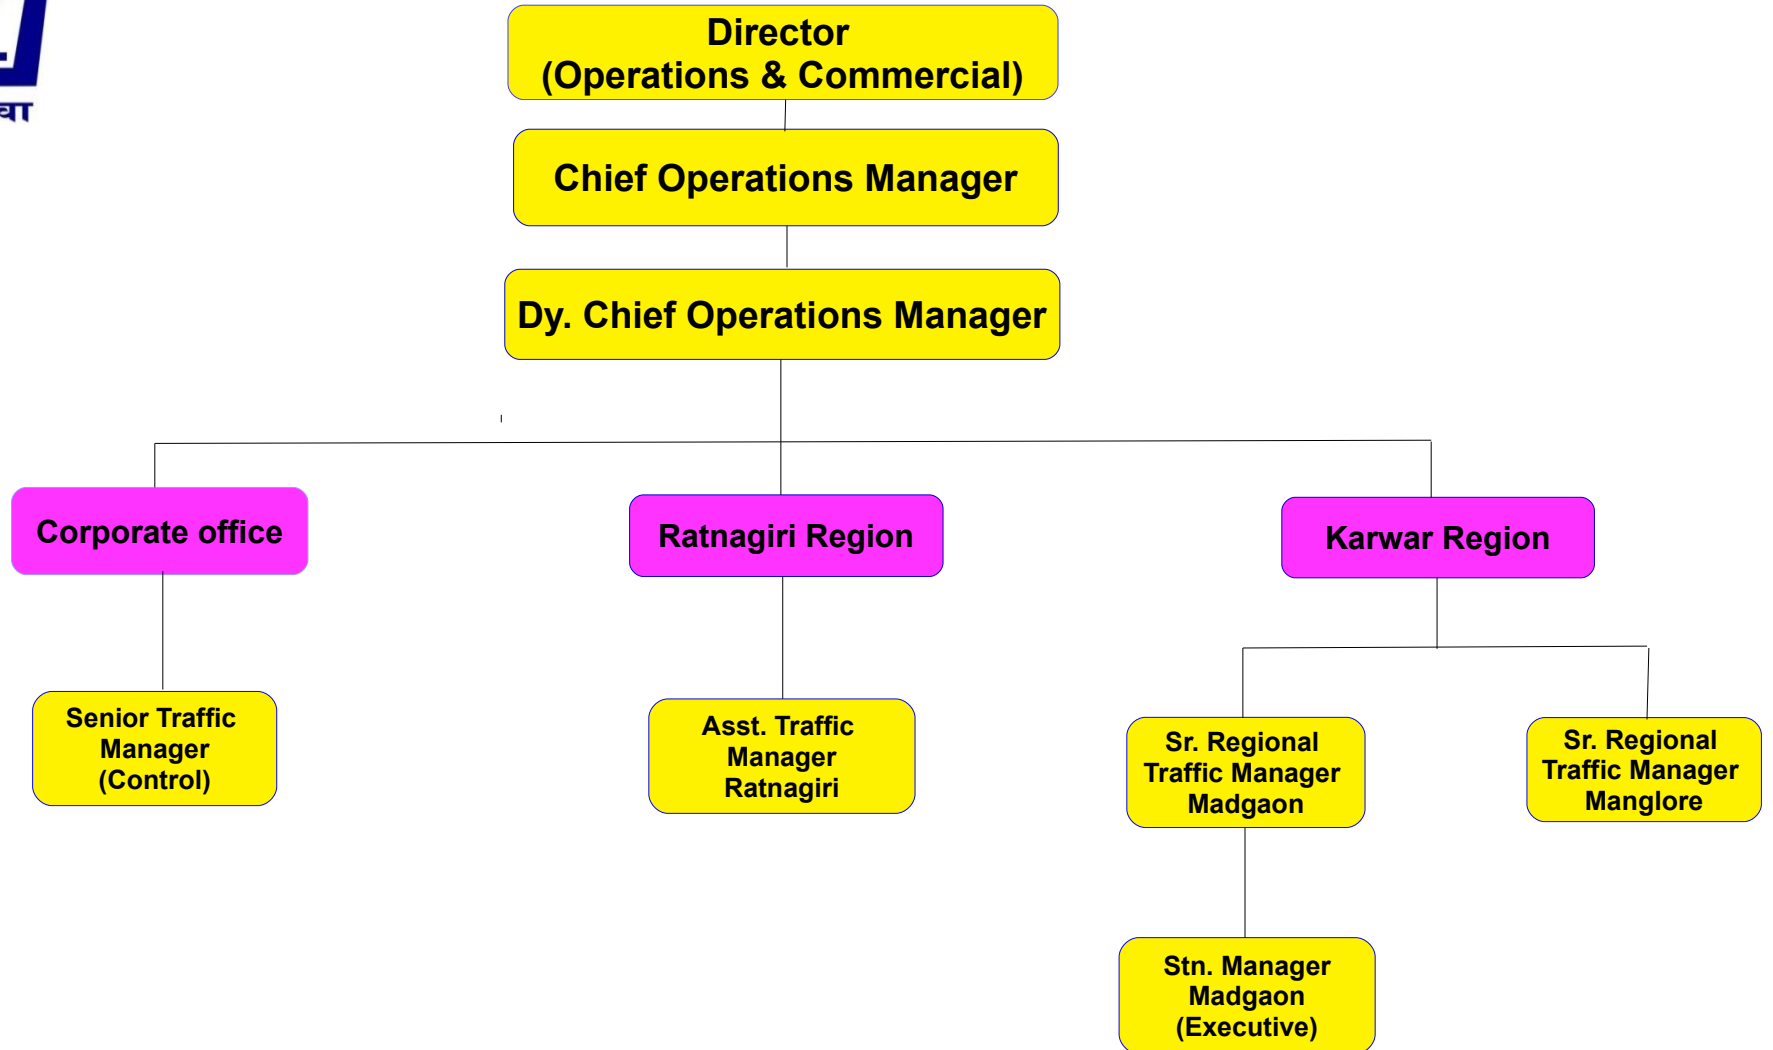 Director
(Operations & Commercial)
Chief Operations Manager
Dy. Chief Operations Manager
Corporate office
Ratnagiri Region
Karwar Region
Senior Traffic
Manager
(Control)
Asst. Traffic
Manager
Ratnagiri
Sr. Regional
Traffic Manager
Madgaon
Sr. Regional
Traffic Manager
Manglore
Stn. Manager
Madgaon
(Executive)